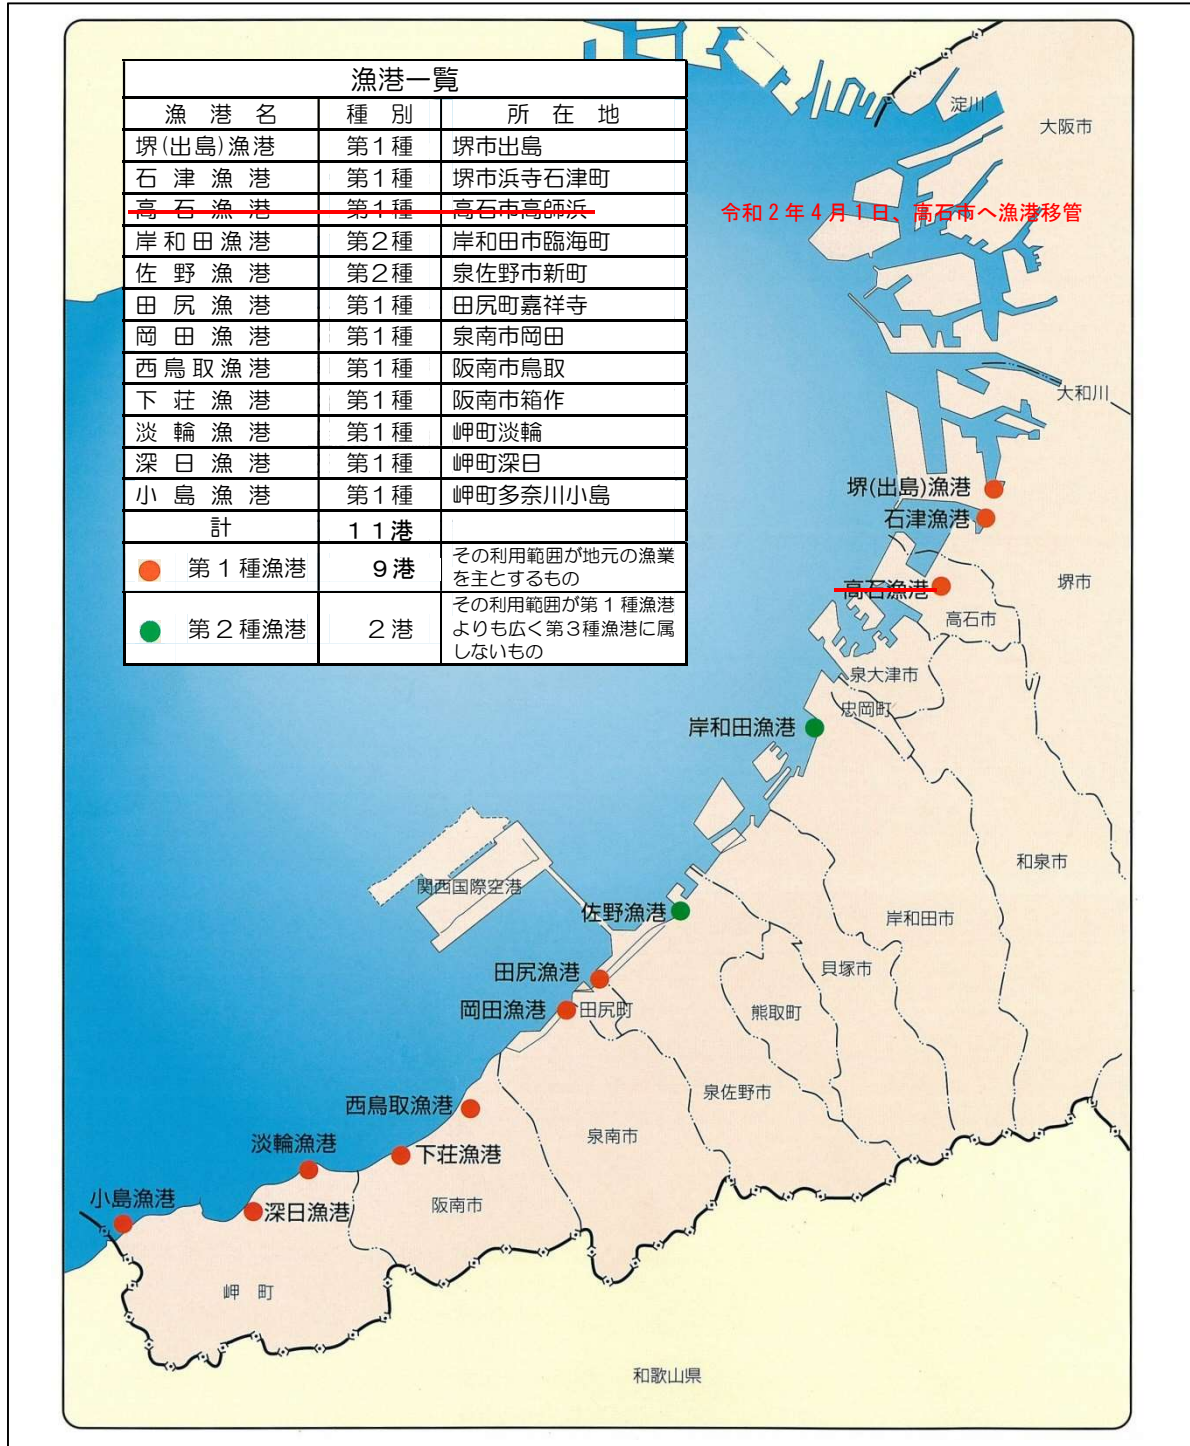 漁港一覧
漁港名 種別 所在地
堺(出島)漁港 第1種 堺市出島
石津漁港 第1種 堺市浜寺石津町
高石漁港 第1種 高石市高師浜
岸和田漁港 第2種 岸和田市臨海町
佐野漁港 第2種 泉佐野市新町
田尻漁港 第1種 田尻町嘉祥寺
岡田漁港 第1種 泉南市岡田
西鳥取漁港 第1種 阪南市鳥取
下荘漁港 第1種 阪南市箱作
淡輪漁港 第1種 岬町淡輪
深日漁港 第1種 岬町深日
小島漁港 第1種 岬町多奈川小島
計 11港
第1種漁港 9港 その利用範囲が地元の漁業
を主とするもの
第2種漁港 2港 その利用範囲が第1種漁港
よりも広く第3種漁港に属
しないもの
淀川
大阪市
令和2年4月1日、高石市へ漁港移管
大和川
堺(出島)漁港
石津漁港
堺市
高石漁港
高石市
泉大津市
忠岡町
岸和田漁港
和泉市
関西国際空港
佐野漁港
岸和田市
貝塚市
田尻漁港
岡田漁港
田尻町
熊取町
泉佐野市
西鳥取漁港
泉南市
淡輪漁港
下荘漁港
小島漁港
深日漁港
阪南市
岬町
和歌山県